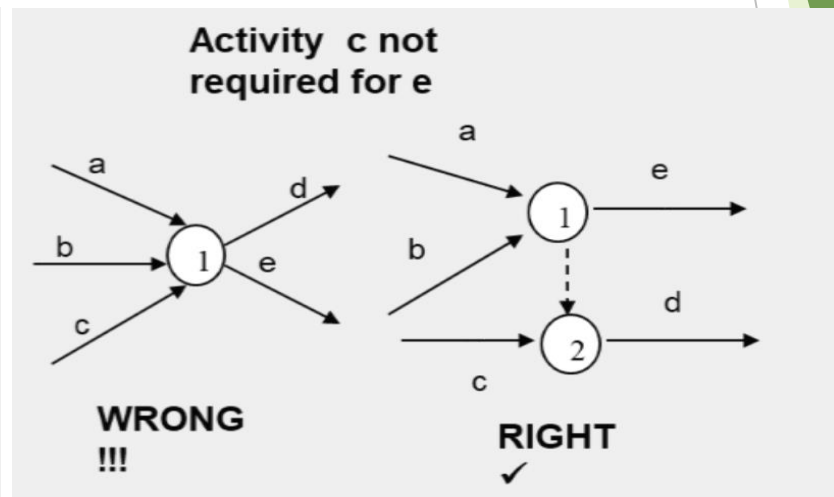 Activity c not
required for e
a
b
c
1
d
e
WRONG
!!!
a
b
c
1
2
e
d
RIGHT
✓